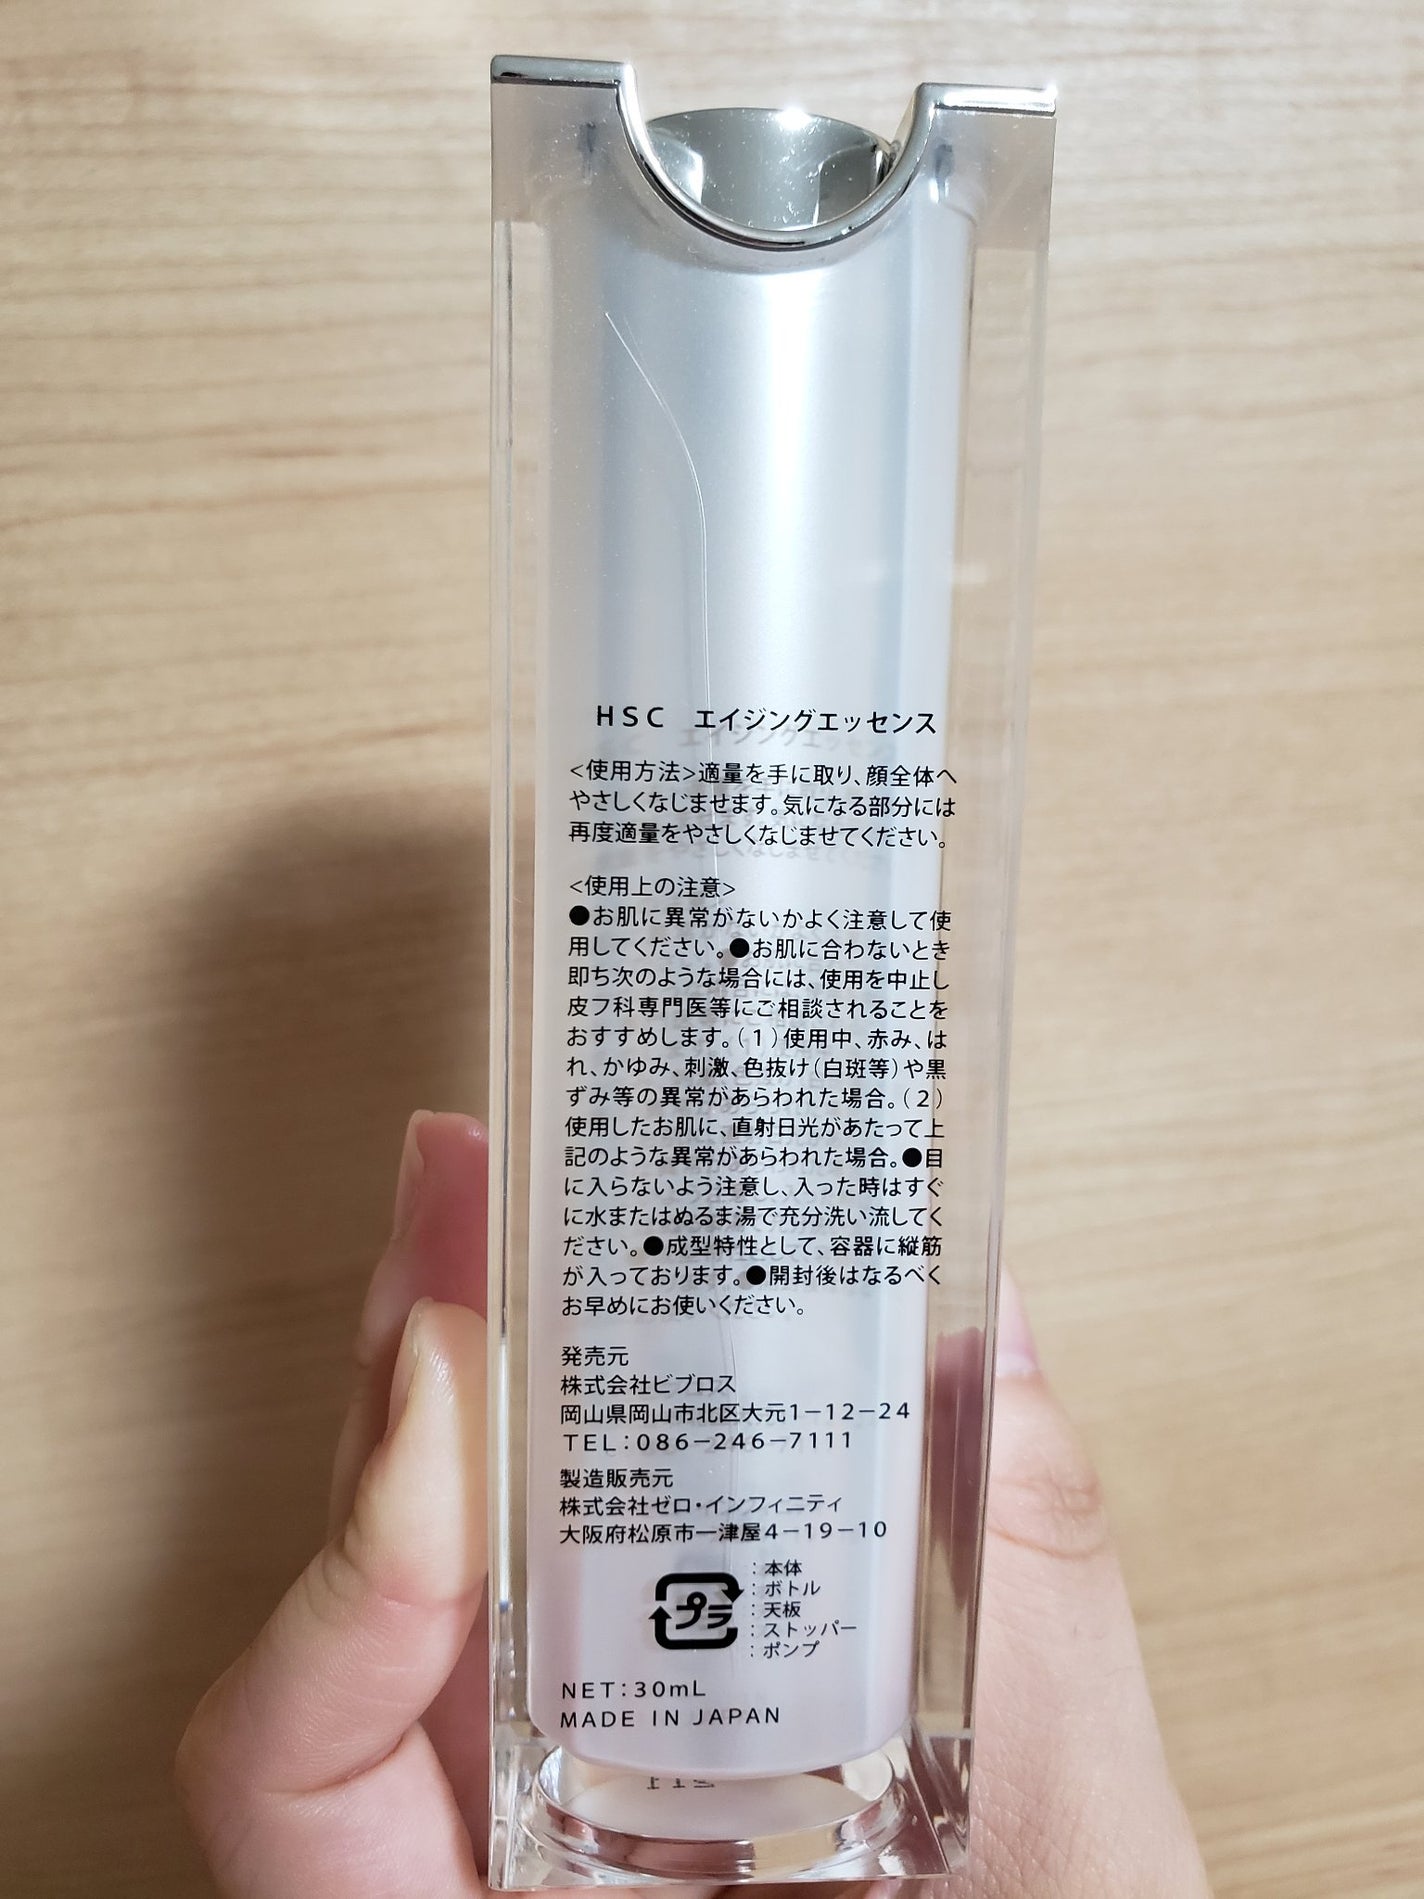 HSC エイジングエッセンス
<使用方法>適量を手に取り、顔全体へ
やさしくなじませます。気になる部分には
再度適量をやさしくなじませてください。
<使用上の注意>
●お肌に異常がないかよく注意して使
用してください。●お肌に合わないとき
即ち次のような場合には、使用を中止し
皮フ科専門医等にご相談されることを
おすすめします。(1)使用中、赤み、は
れ、かゆみ、刺激、色抜け(白斑等)や黒
ずみ等の異常があらわれた場合。(2)
使用したお肌に、直射日光があたって上
記のような異常があらわれた場合。●目
に入らないよう注意し、入った時はすぐ
に水またはぬるま湯で充分洗い流してく
ださい。●成型特性として、容器に縦筋
が入っております。●開封後はなるべく
お早めにお使いください。
発売元
株式会社ビブロス
岡山県岡山市北区大元1−12−24
TEL:086−246−7111
製造販売元
株式会社ゼロ・インフィニティ
大阪府松原市一津屋4−19−10
プラ
:本体
:ボトル
:天板
:ストッパー
:ポンプ
NET:30mL
MADE IN JAPAN